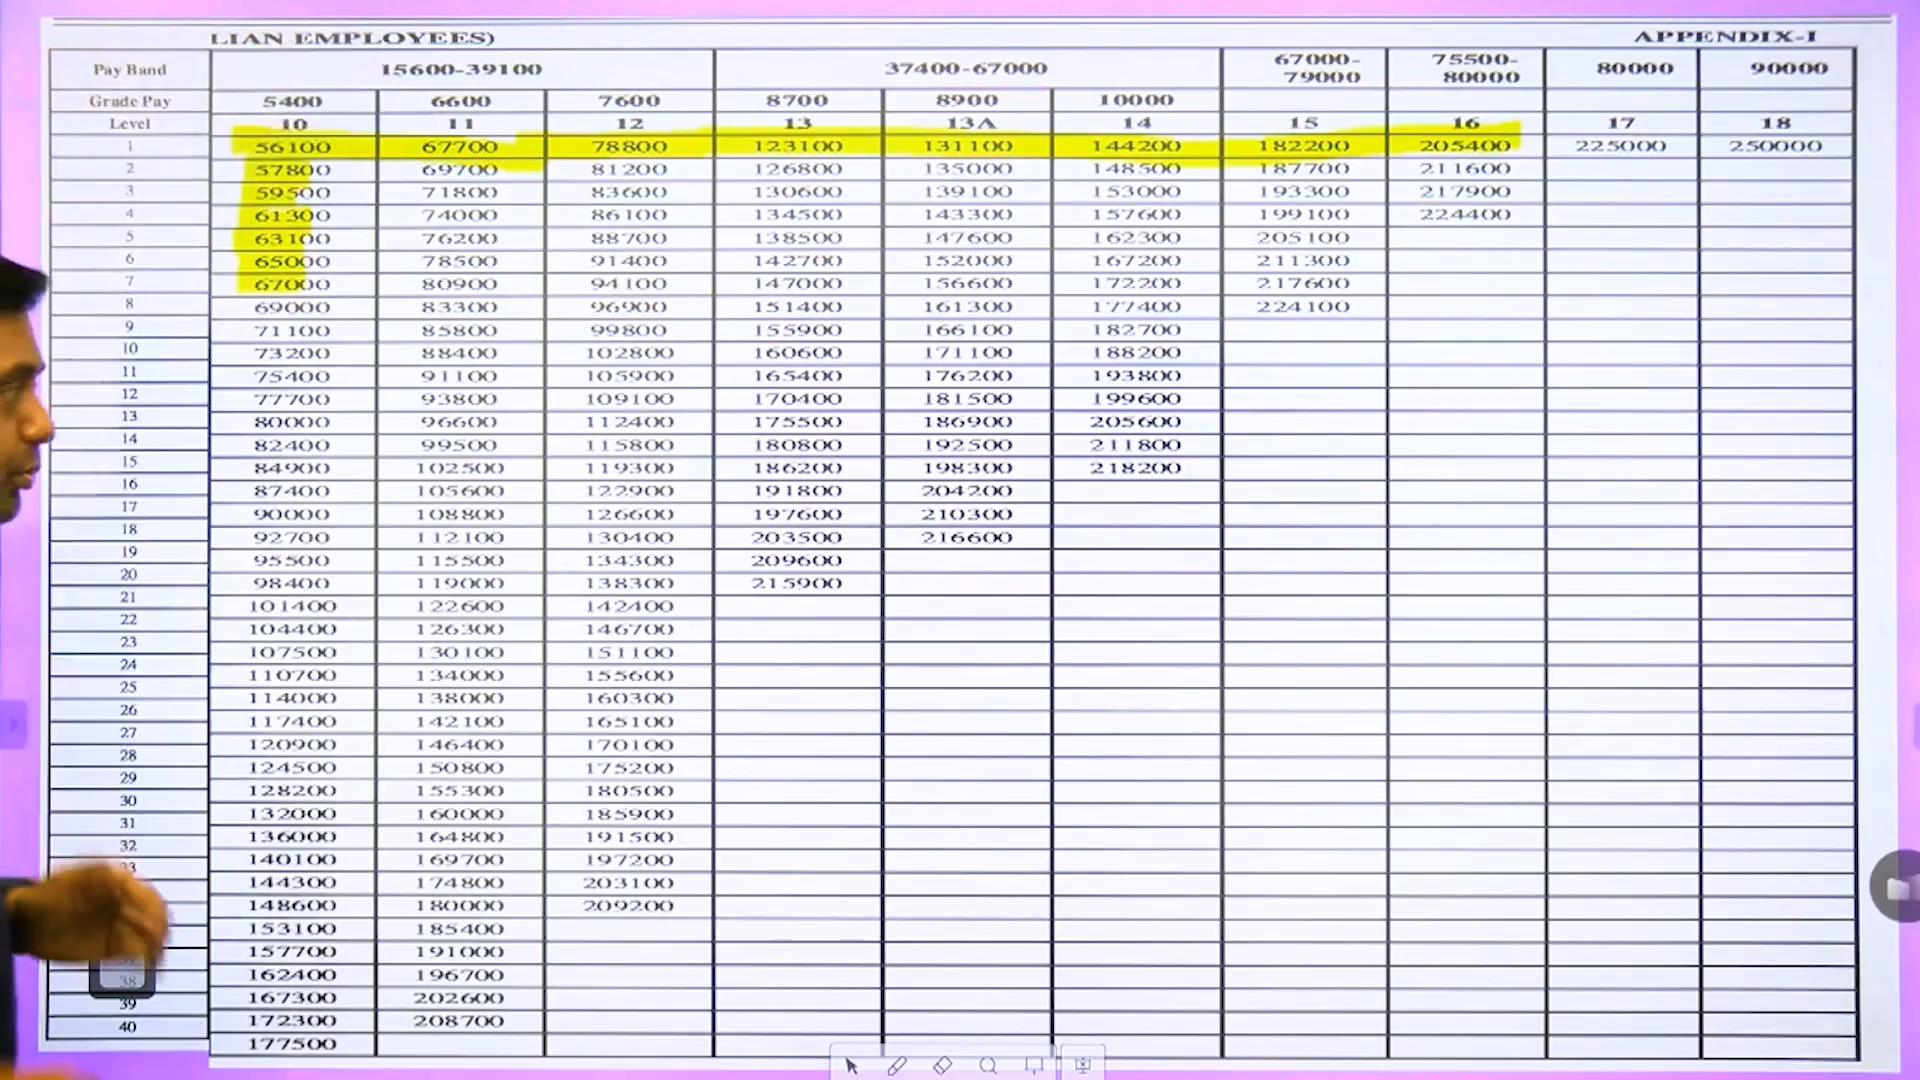 LIAN EMPLOYEES) APPENDIX-I
Pay Band 15600-39100 37400-67000 67000-79000 75500-80000 80000 90000
Grade Pay 5400 6600 7600 8700 8900 10000
Level 10 11 12 13 13A 14 15 16 17 18
1 56100 67700 78800 123100 131100 144200 182200 205400 225000 250000
2 57800 69700 81200 126800 135000 148500 187700 211600
3 59500 71800 83600 130600 139100 153000 193300 217900
4 61300 74000 86100 134500 143300 157600 199100 224400
5 63100 76200 88700 138500 147600 162300 205100
6 65000 78500 91400 142700 152000 167200 211300
7 67000 80900 94100 147000 156600 172200 217600
8 69000 83300 96900 151400 161300 177400 224100
9 71100 85800 99800 155900 166100 182700
10 73200 88400 102800 160600 171100 188200
11 75400 91100 105900 165400 176200 193800
12 77700 93800 109100 170400 181500 199600
13 80000 96600 112400 175500 186900 205600
14 82400 99500 115800 180800 192500 211800
15 84900 102500 119300 186200 198300 218200
16 87400 105600 122900 191800 204200
17 90000 108800 126600 197600 210300
18 92700 112100 130400 203500 216600
19 95500 115500 134300 209600
20 98400 119000 138300 215900
21 101400 122600 142400
22 104400 126300 146700
23 107500 130100 151100
24 110700 134000 155600
25 114000 138000 160300
26 117400 142100 165100
27 120900 146400 170100
28 124500 150800 175200
29 128200 155300 180500
30 132000 160000 185900
31 136000 164800 191500
32 140100 169700 197200
33 144300 174800 203100
148600 180000 209200
153100 185400
157700 191000
38 162400 196700
39 167300 202600
40 172300 208700
177500